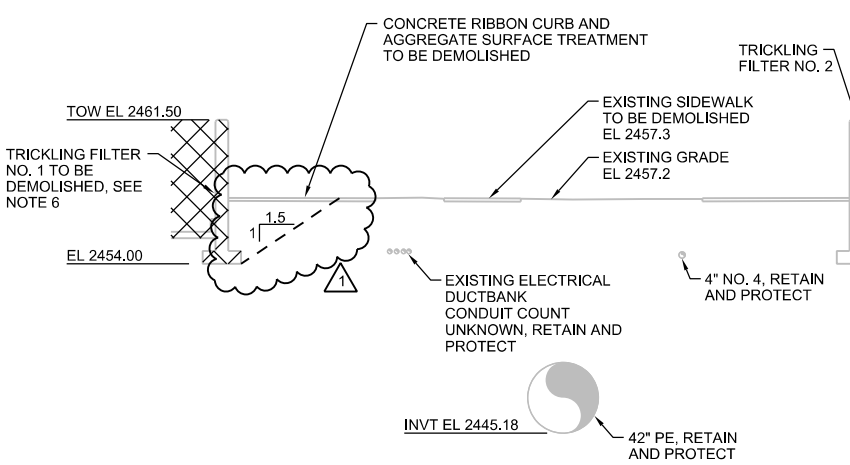 CONCRETE RIBBON CURB AND
AGGREGATE SURFACE TREATMENT
TO BE DEMOLISHED
TRICKLING
FILTER NO. 2
TOW EL 2461.50
EXISTING SIDEWALK
TO BE DEMOLISHED
EL 2457.3
TRICKLING FILTER
NO. 1 TO BE
DEMOLISHED, SEE
NOTE 6
EXISTING GRADE
EL 2457.2
1.5
1
EL 2454.00
1
EXISTING ELECTRICAL
DUCTBANK
CONDUIT COUNT
UNKNOWN, RETAIN AND
PROTECT
4" NO. 4, RETAIN
AND PROTECT
INVT EL 2445.18
42" PE, RETAIN
AND PROTECT